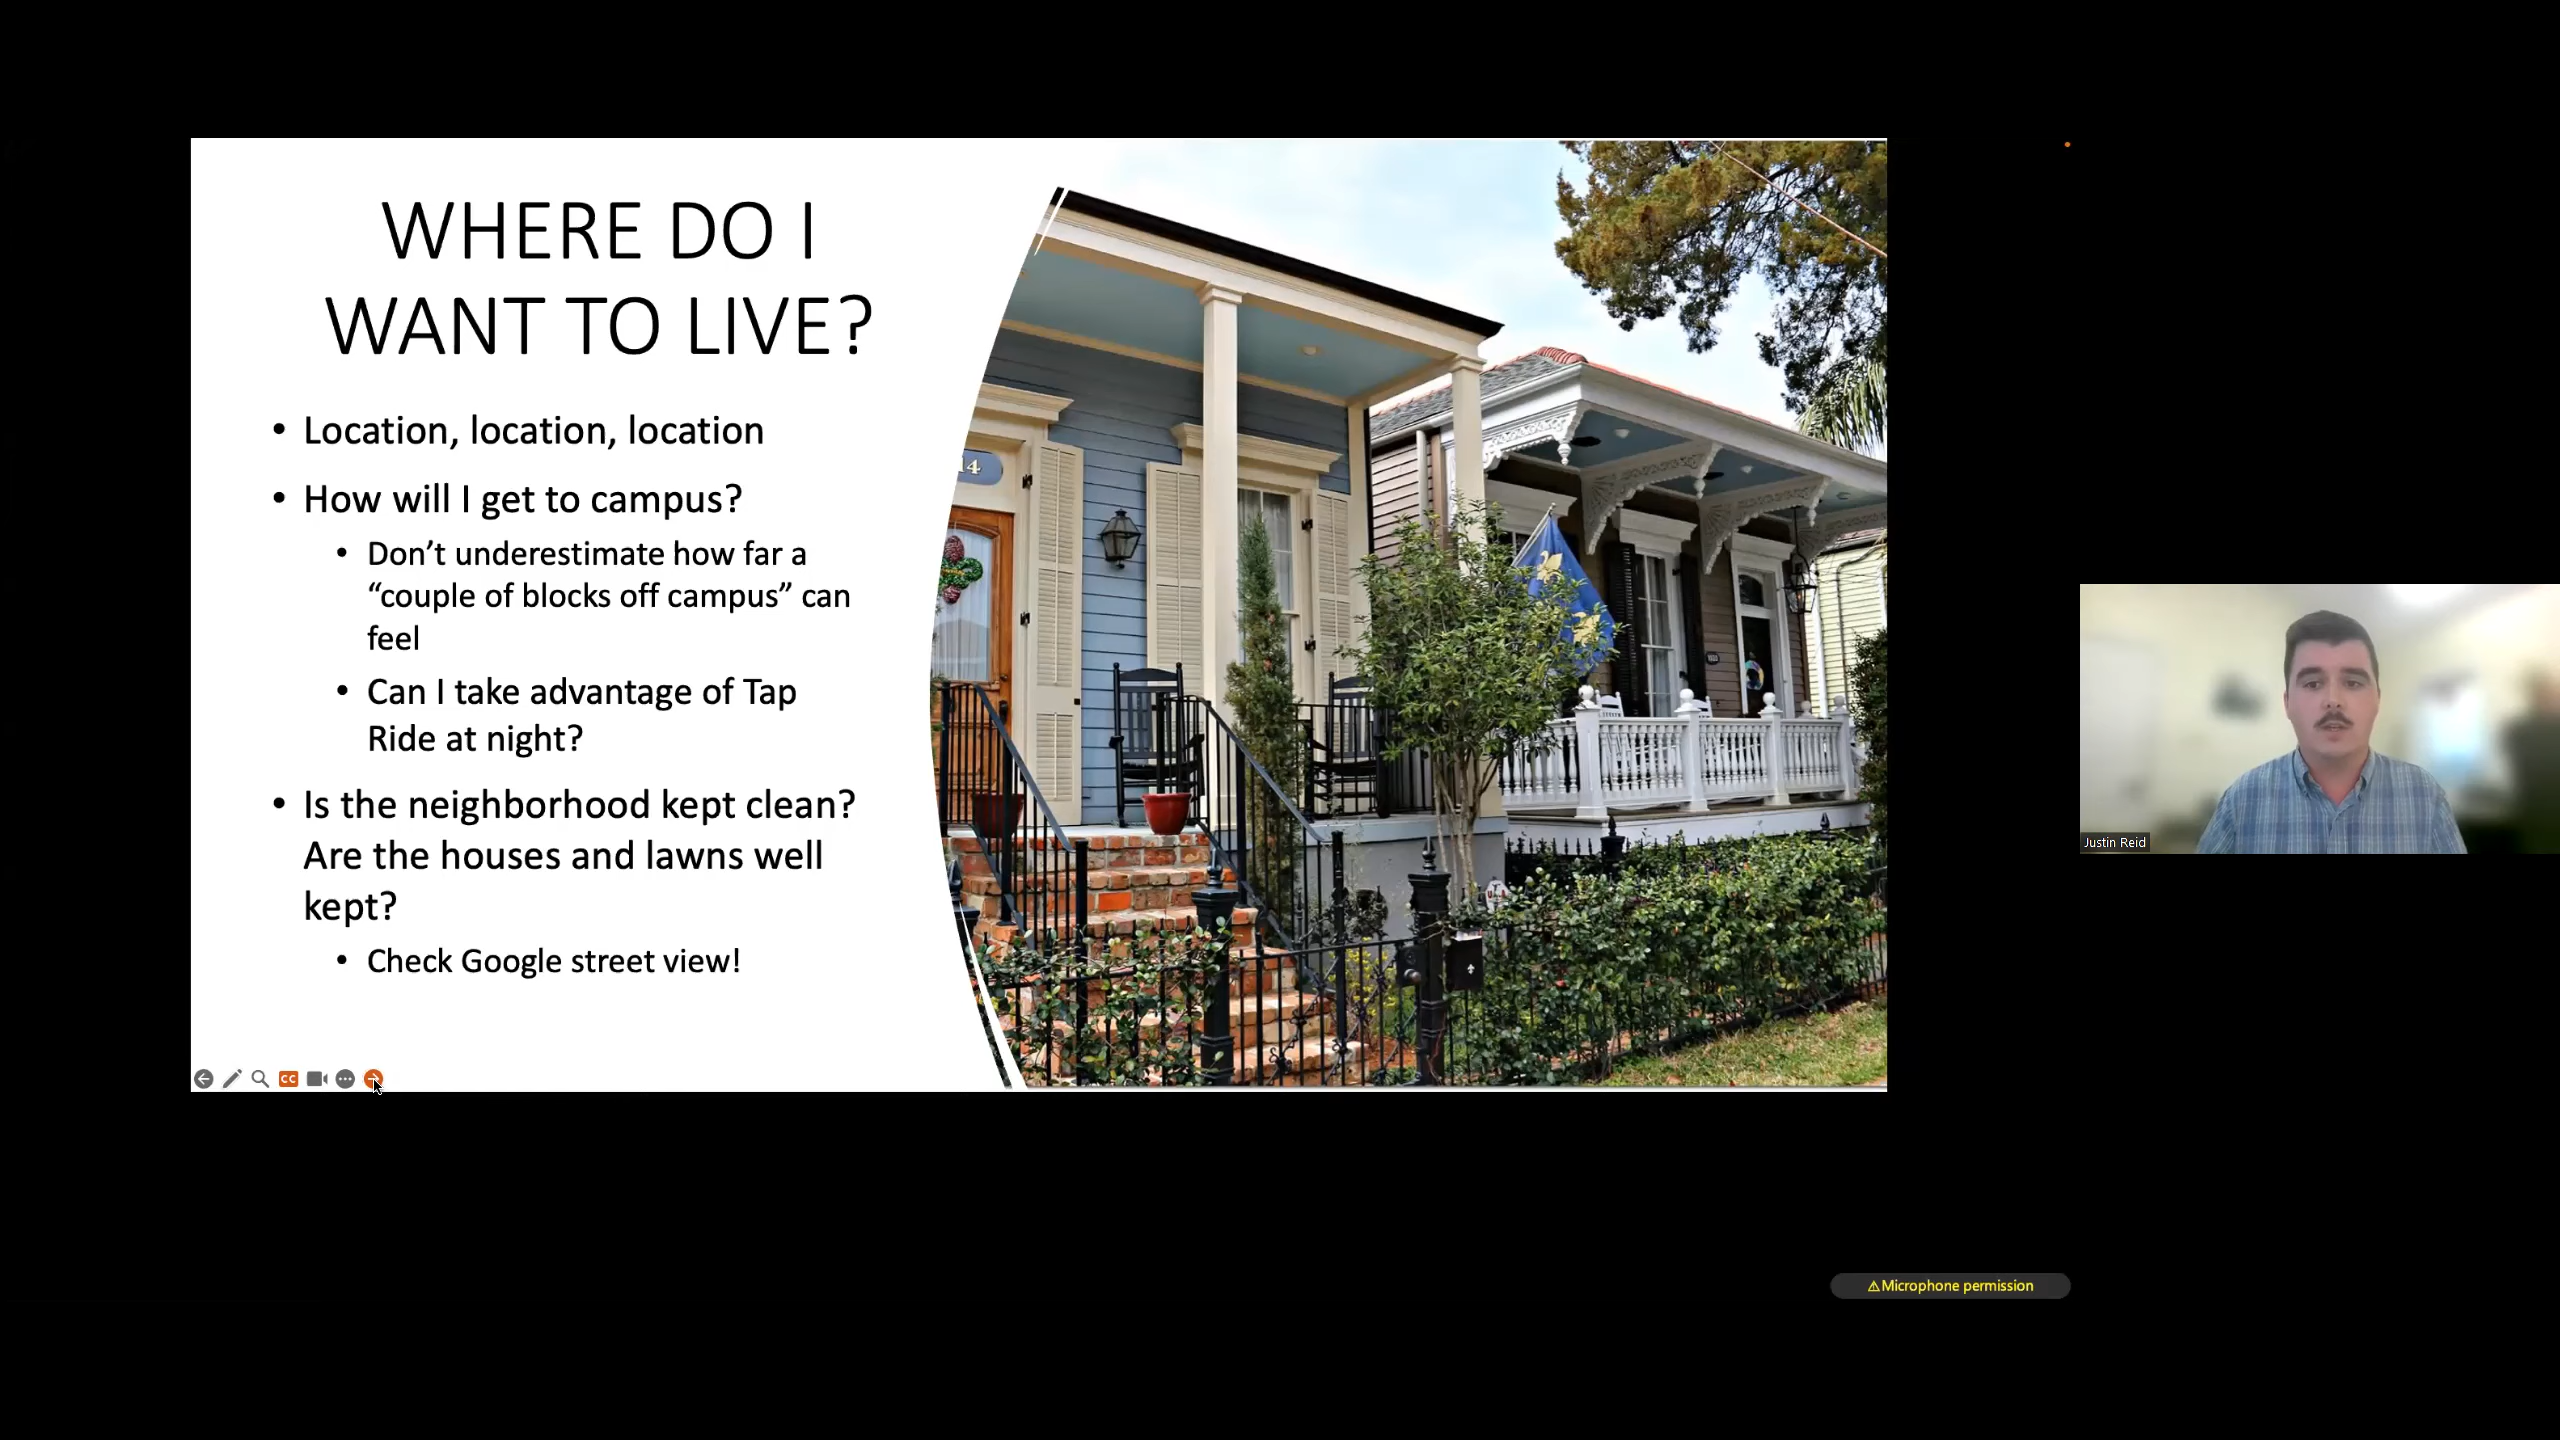 WHERE DO I
WANT TO LIVE?
• Location, location, location
• How will I get to campus?
• Don’t underestimate how far a
“couple of blocks off campus” can
feel
• Can I take advantage of Tap
Ride at night?
• Is the neighborhood kept clean?
Are the houses and lawns well
kept?
• Check Google street view!
14
CC
Justin Reid
⚠Microphone permission